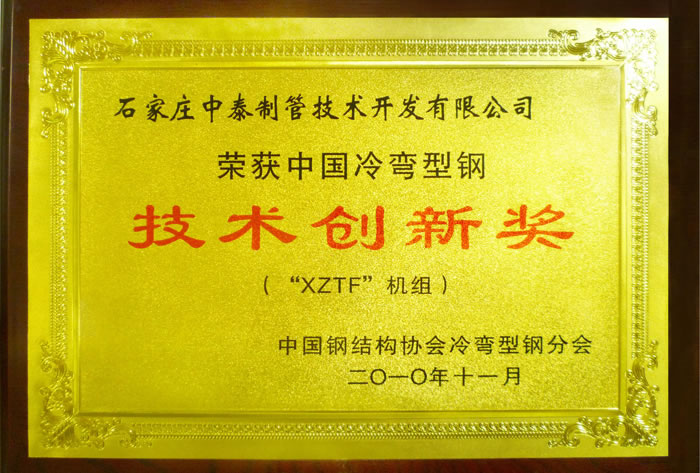 石家庄中泰制管技术开发有限公司
荣获中国冷弯型钢
技术创新奖
（“XZTF”机组）
中国钢结构协会冷弯型钢分会
二〇一〇年十一月